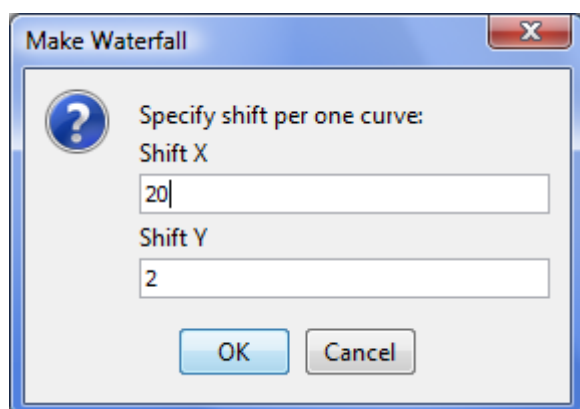 Make Waterfall
Specify shift per one curve:
Shift X
20
Shift Y
2
OK Cancel